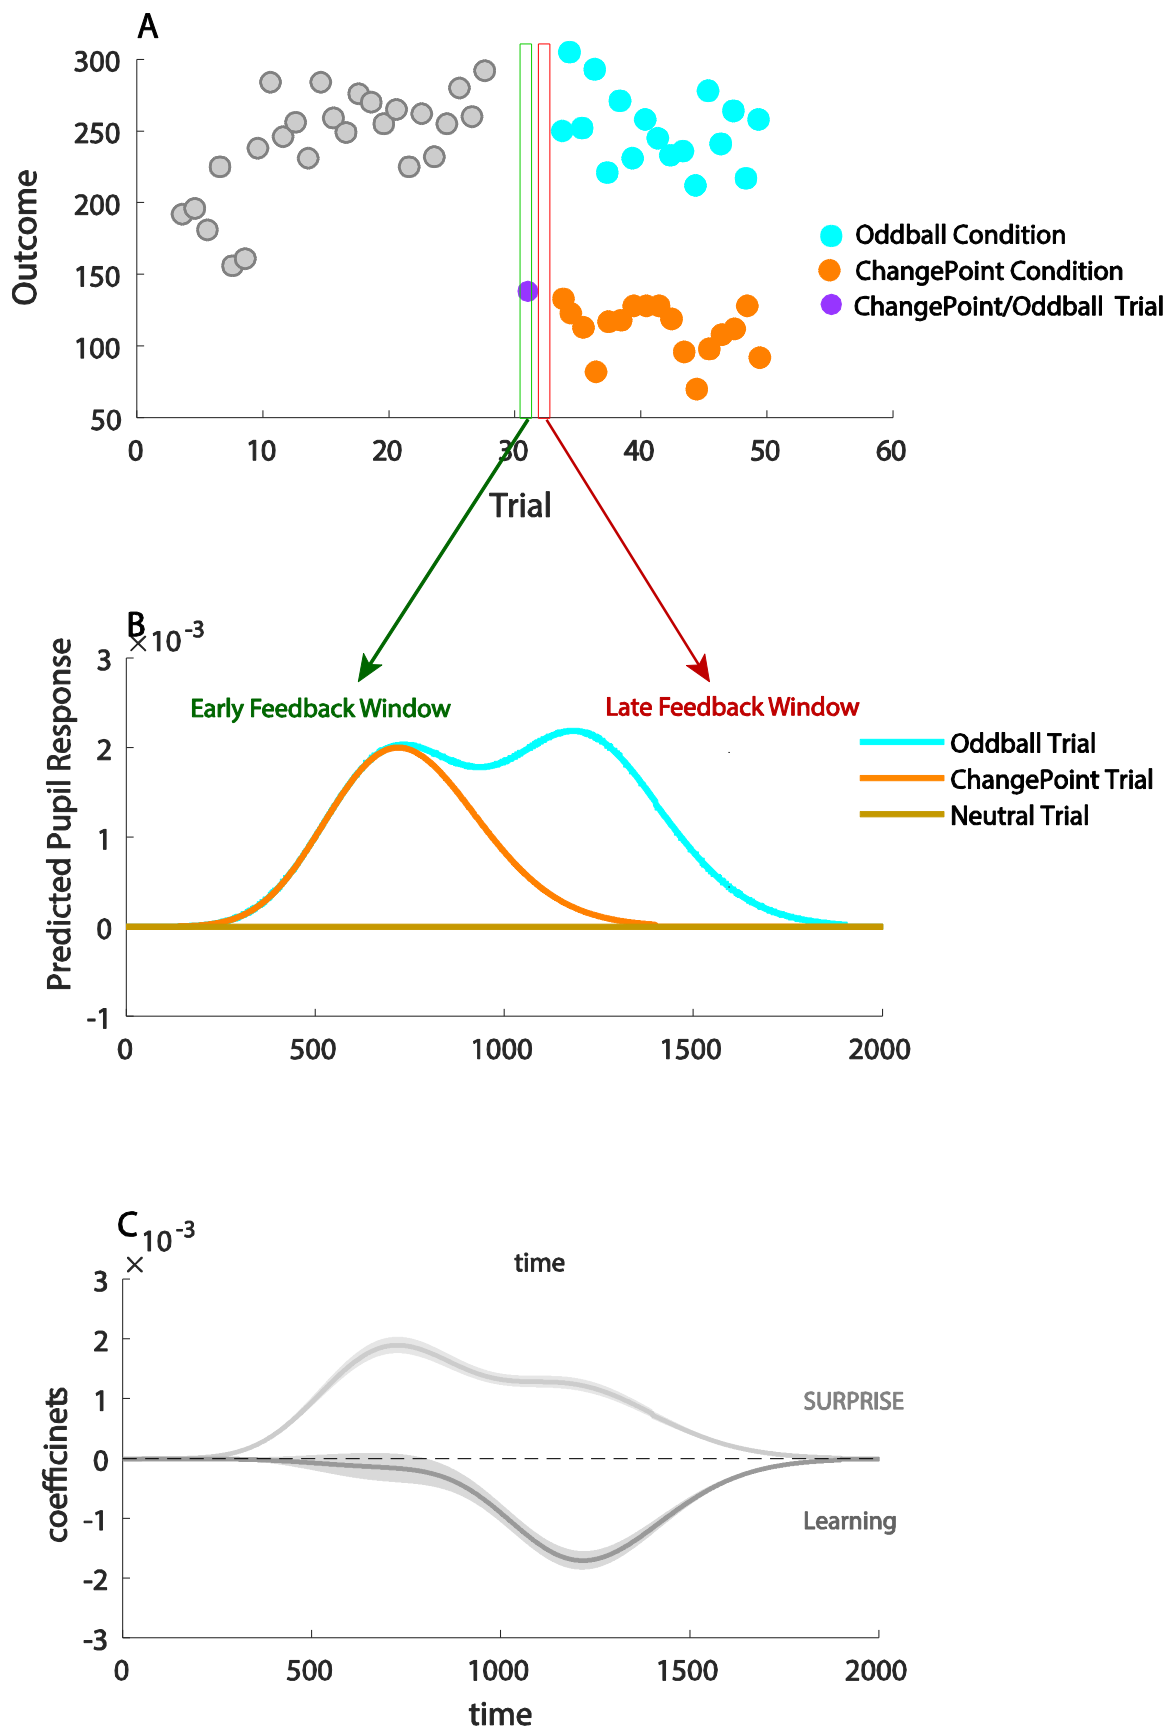 A
300
250
200
150
100
50
Outcome
0 10 20 30 40 50 60
Trial
Oddball Condition
ChangePoint Condition
ChangePoint/Oddball Trial
B
×10-3
3
2
1
0
-1
Predicted Pupil Response
Early Feedback Window
Late Feedback Window
Oddball Trial
ChangePoint Trial
Neutral Trial
0 500 1000 1500 2000
time
C
×10-3
3
2
1
0
-1
-2
-3
coefficinets
SURPRISE
Learning
0 500 1000 1500 2000
time